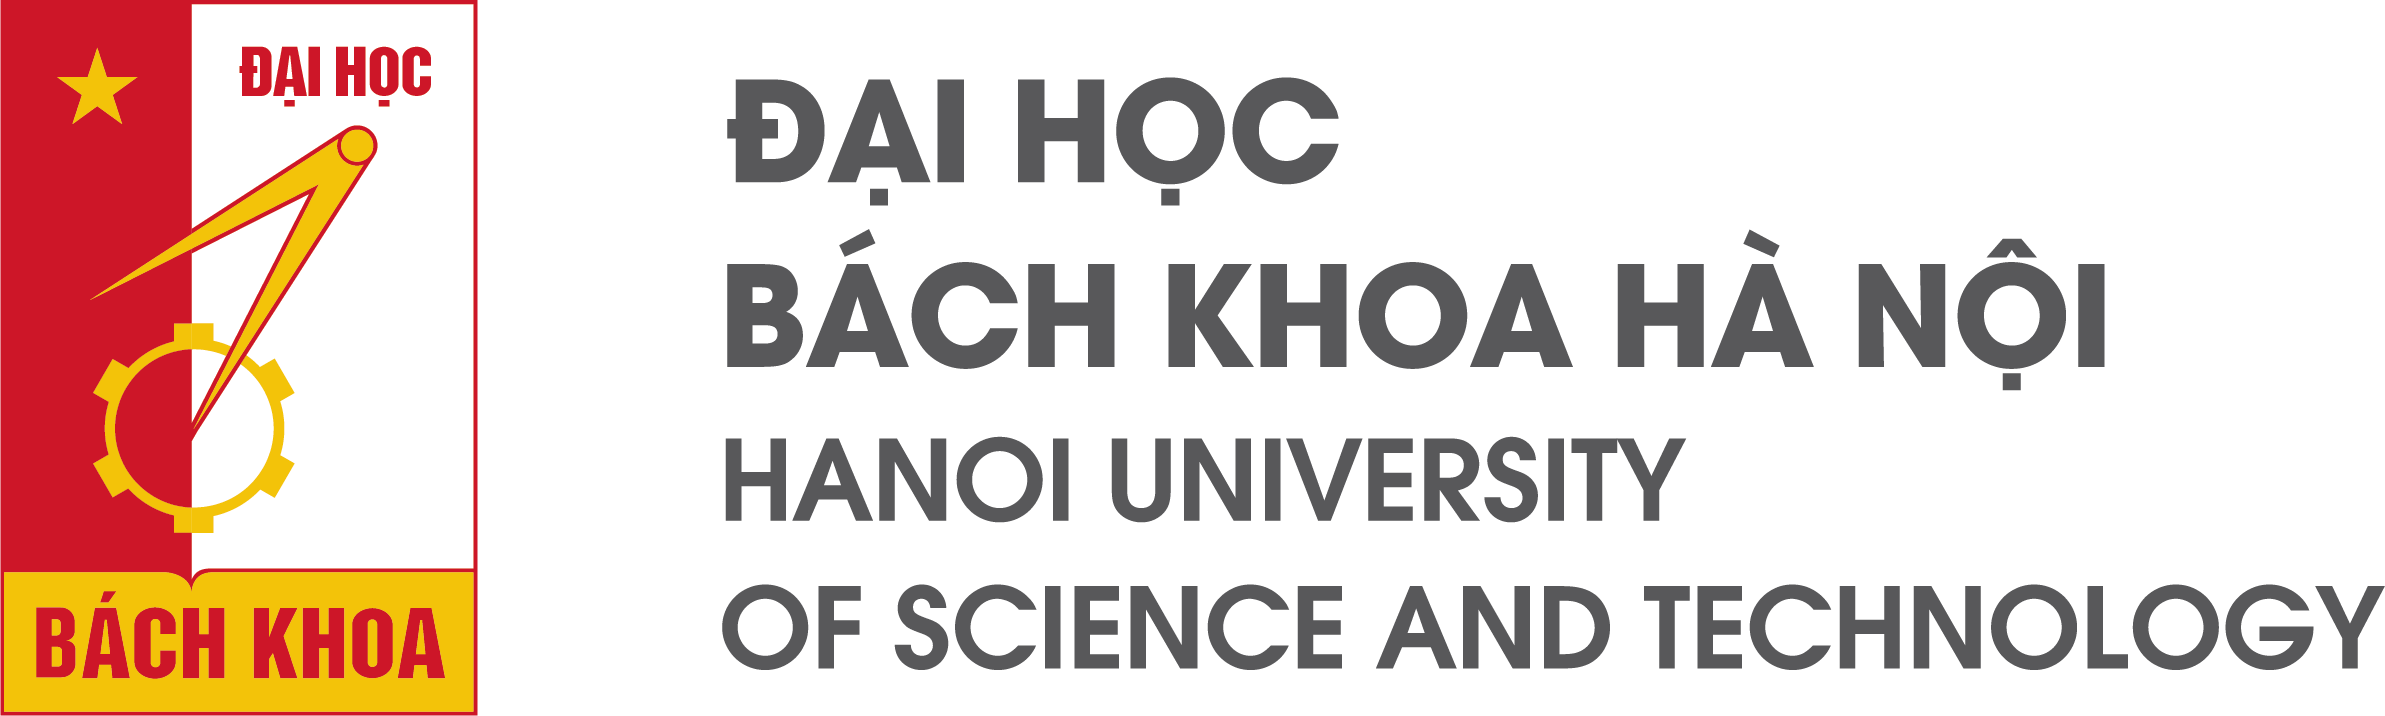 ĐẠI HỌC
BÁCH KHOA
ĐẠI HỌC
BÁCH KHOA HÀ NỘI
HANOI UNIVERSITY
OF SCIENCE AND TECHNOLOGY